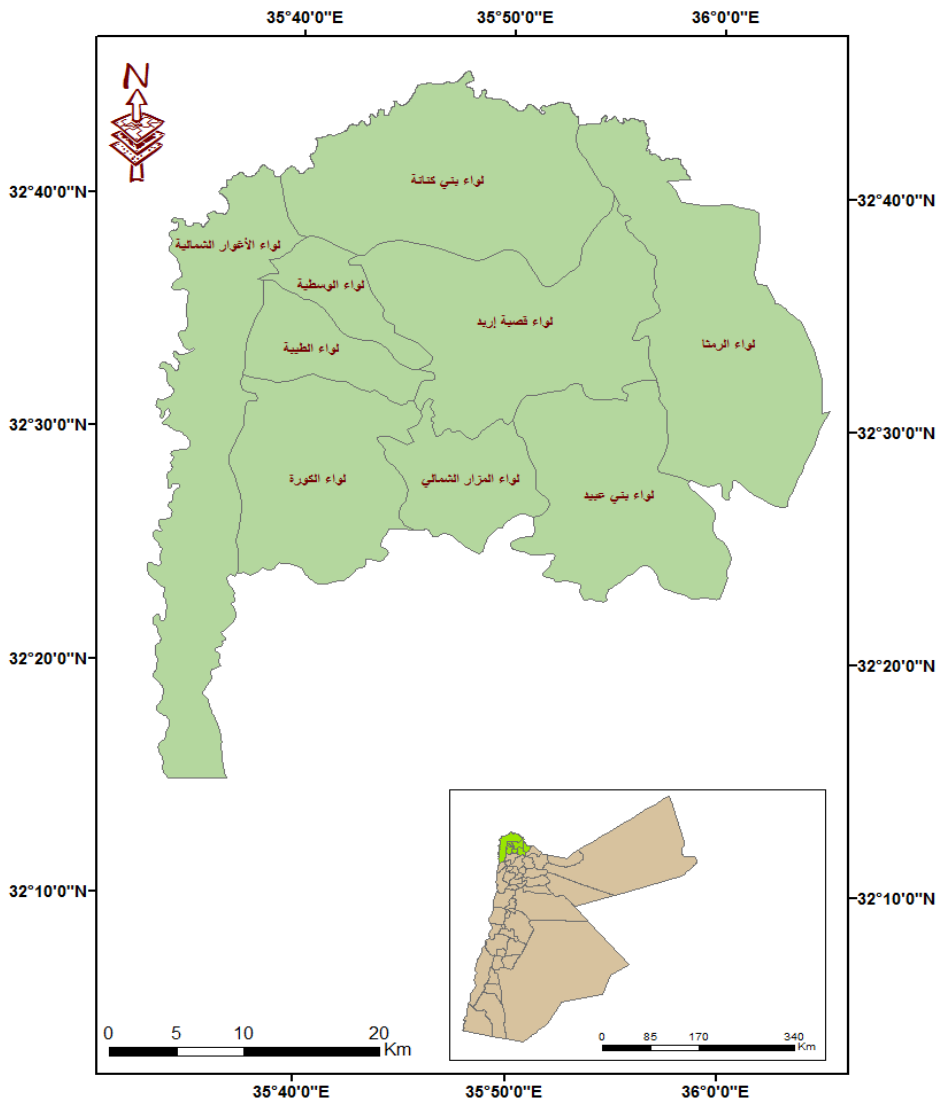 35°40'0"E 35°50'0"E 36°0'0"E
N
لواء بني كنانة
32°40'0"N 32°40'0"N
لواء الأغوار الشمالية
لواء الوسطية
لواء قصبة إربد
لواء الطيبة
لواء الرمثا
32°30'0"N 32°30'0"N
لواء الكورة
لواء المزار الشمالي
لواء بني عبيد
32°20'0"N 32°20'0"N
32°10'0"N 32°10'0"N
0 5 10 20
Km
0 85 170 340
Km
35°40'0"E 35°50'0"E 36°0'0"E